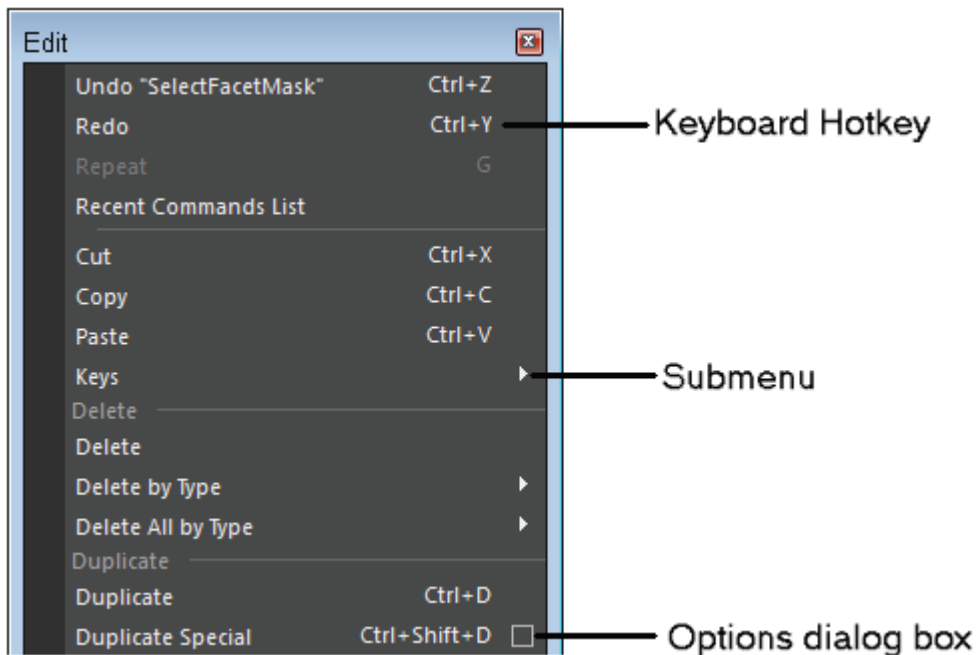 Edit
Undo "SelectFacetMask" Ctrl+Z
Redo Ctrl+Y Keyboard Hotkey
Repeat G
Recent Commands List
Cut Ctrl+X
Copy Ctrl+C
Paste Ctrl+V
Keys Submenu
Delete
Delete
Delete by Type
Delete All by Type
Duplicate
Duplicate Ctrl+D
Duplicate Special Ctrl+Shift+D Options dialog box